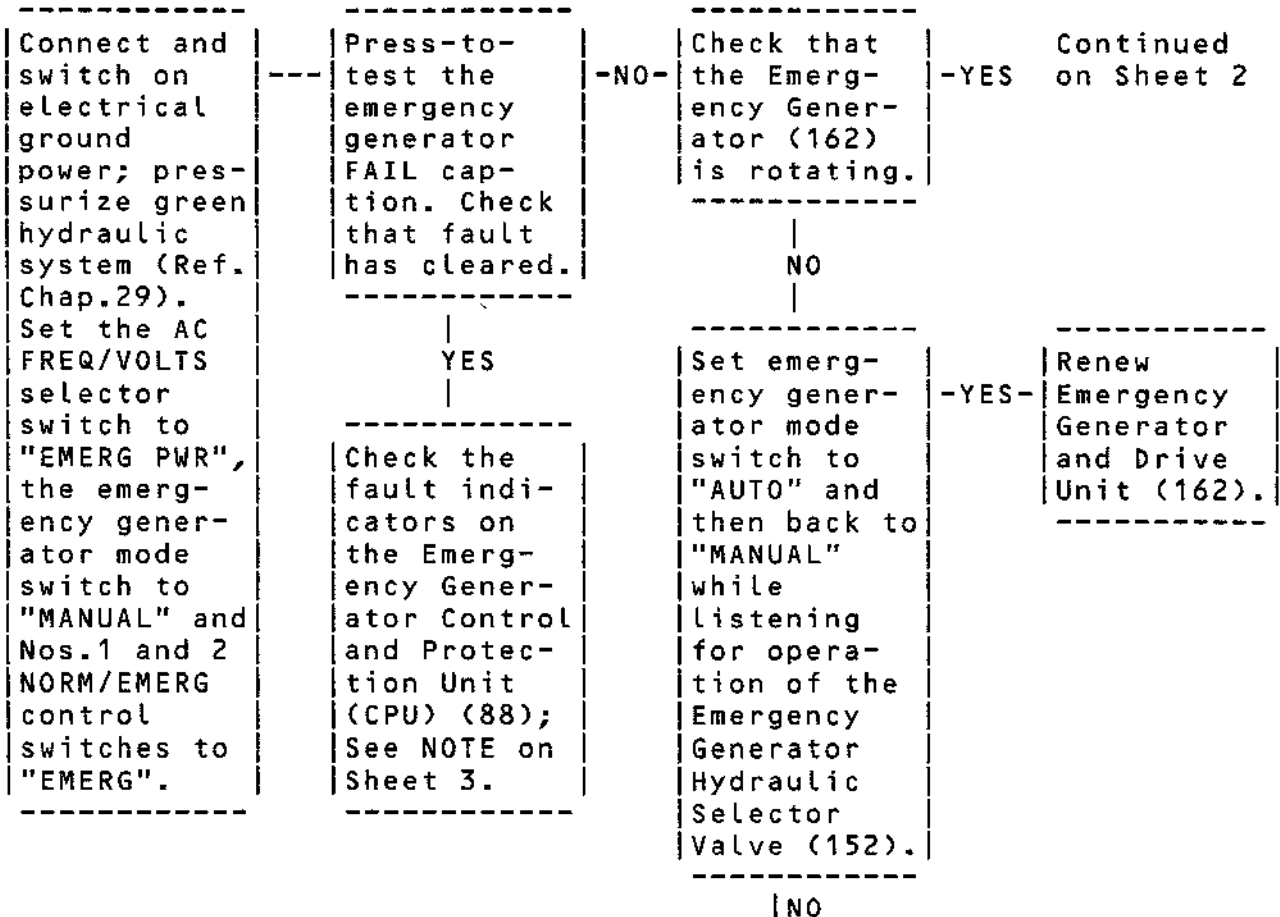 Connect and
switch on
electrical
ground
power; pres-
surize green
hydraulic
system (Ref.
Chap.29).
Set the AC
FREQ/VOLTS
selector
switch to
"EMERG PWR",
the emerg-
ency gener-
ator mode
switch to
"MANUAL" and
Nos.1 and 2
NORM/EMERG
control
switches to
"EMERG".
Press-to-
test the
emergency
generator
FAIL cap-
tion. Check
that fault
has cleared.
YES
Check the
fault indi-
cators on
the Emerg-
ency Gener-
ator Control
and Protec-
tion Unit
(CPU) (88);
See NOTE on
Sheet 3.
-NO-
Check that
the Emerg-
ency Gener-
ator (162)
is rotating.
-YES
Continued
on Sheet 2
NO
Set emerg-
ency gener-
ator mode
switch to
"AUTO" and
then back to
"MANUAL"
while
listening
for opera-
tion of the
Emergency
Generator
Hydraulic
Selector
Valve (152).
-YES-
Renew
Emergency
Generator
and Drive
Unit (162).
NO